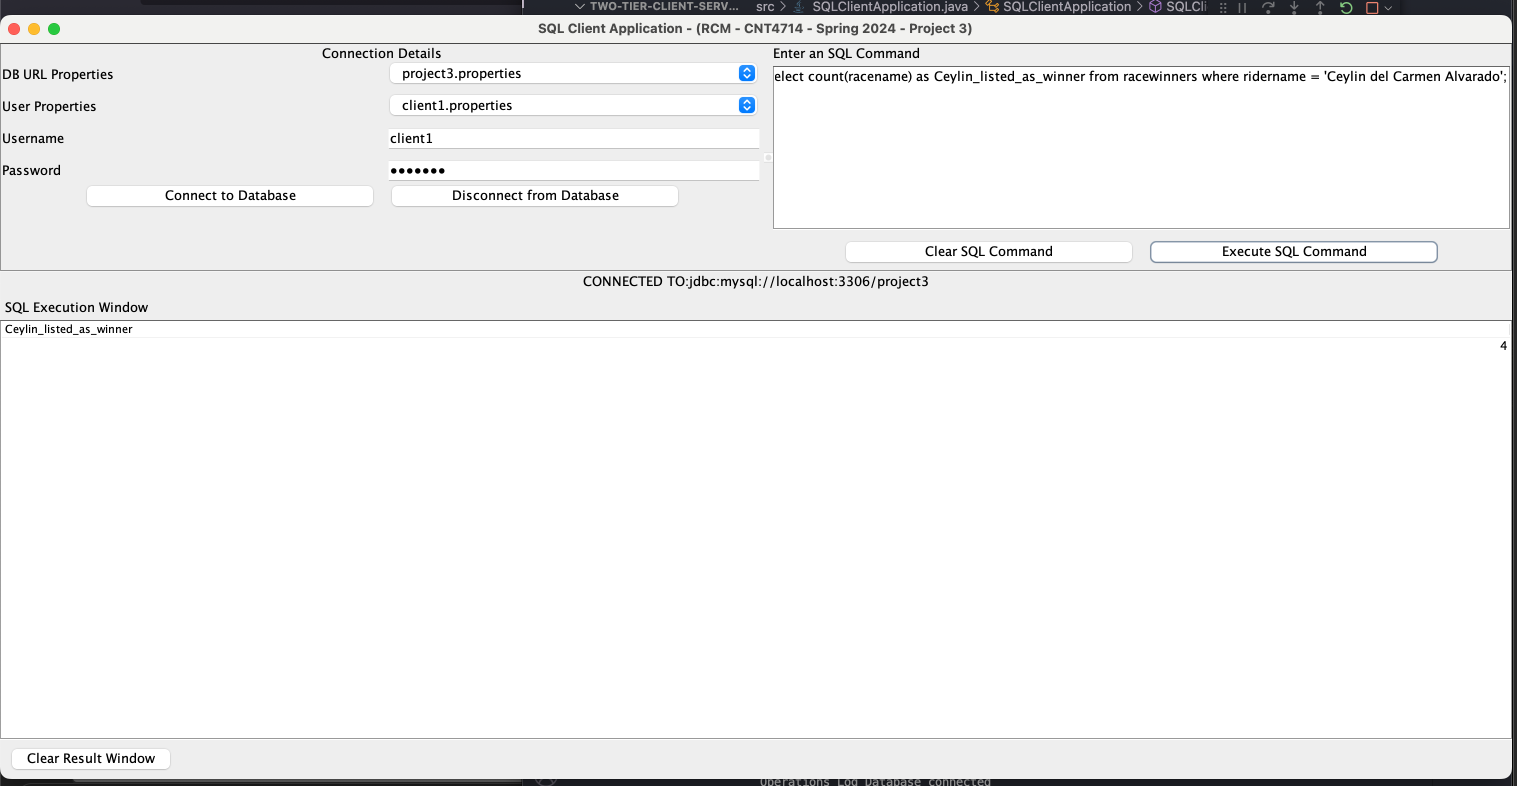 TWO-TIER-CLIENT-SERV... src > SQLClientApplication.java > SQLClientApplication > SQLCli
SQL Client Application - (RCM - CNT4714 - Spring 2024 - Project 3)
Connection Details
DB URL Properties project3.properties
User Properties client1.properties
Username client1
Password •••••••
Connect to Database Disconnect from Database
Enter an SQL Command
elect count(racename) as Ceylin_listed_as_winner from racewinners where ridername = 'Ceylin del Carmen Alvarado';
Clear SQL Command Execute SQL Command
CONNECTED TO:jdbc:mysql://localhost:3306/project3
SQL Execution Window
Ceylin_listed_as_winner
4
Clear Result Window
Operations Log Database connected